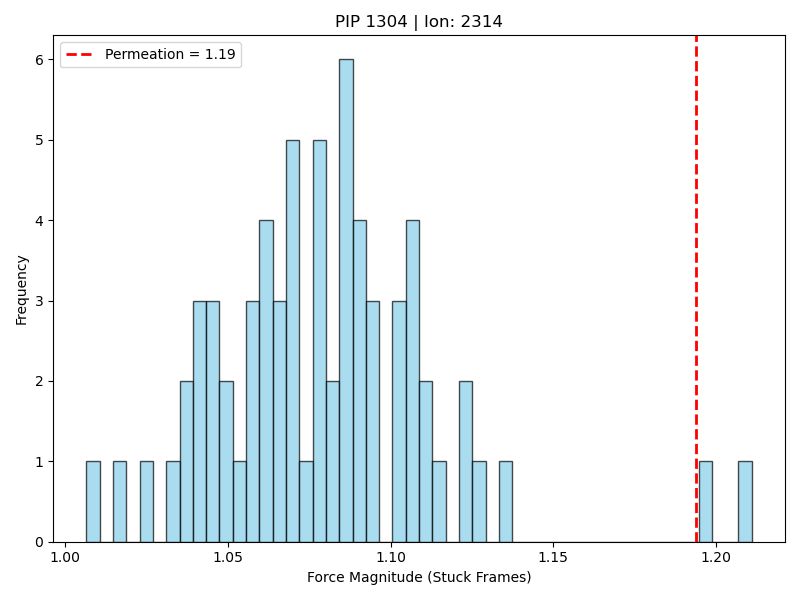 PIP 1304 | Ion: 2314
Permeation = 1.19
6
5
4
3
2
1
0
Frequency
1.00 1.05 1.10 1.15 1.20
Force Magnitude (Stuck Frames)